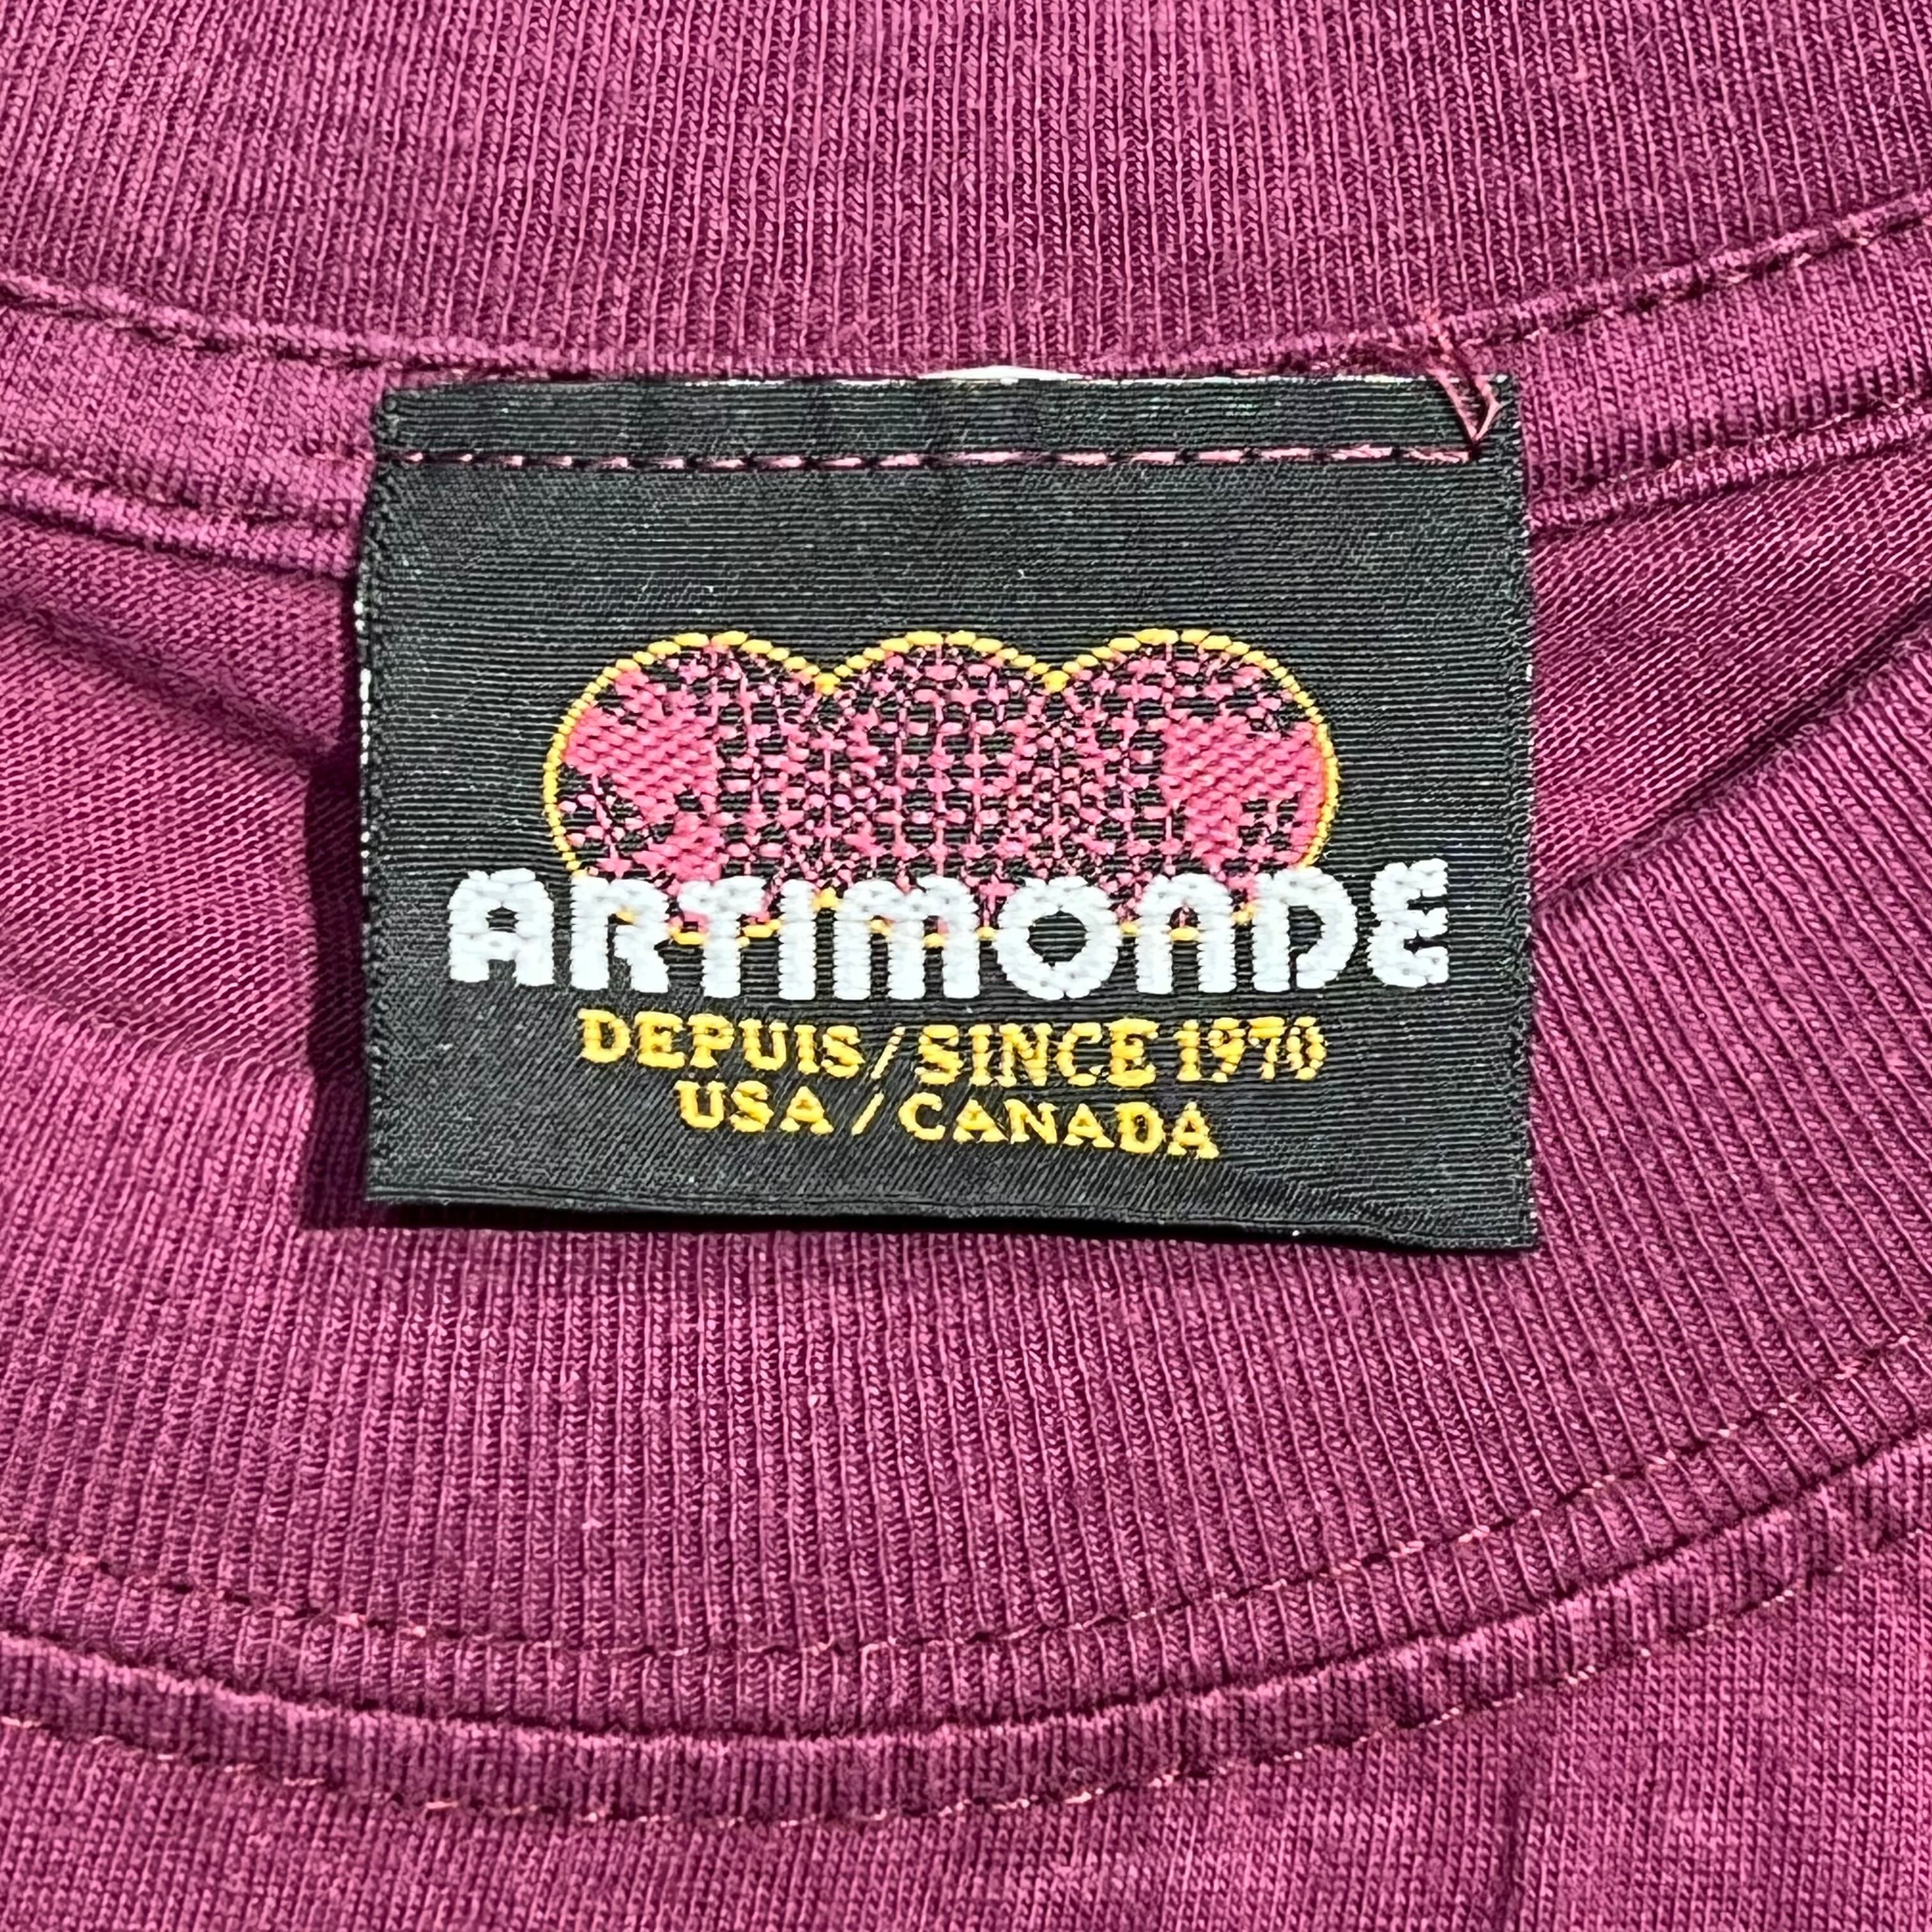 ARTIMONDE
DEPUIS/SINCE 1970
USA/CANADA